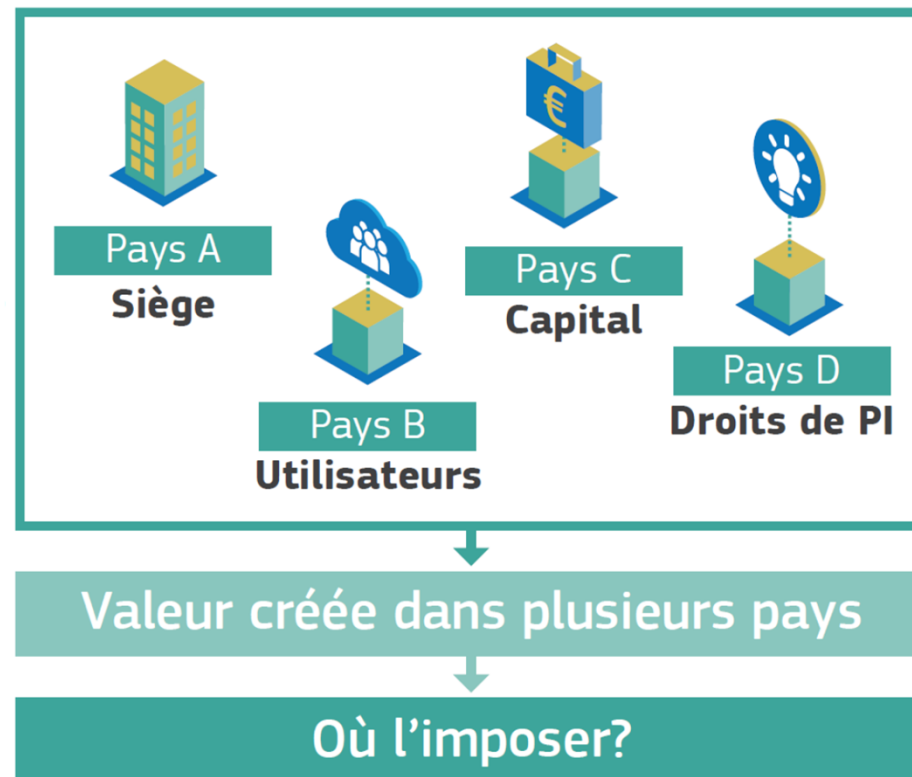 Pays A
Siège
Pays B
Utilisateurs
€
Pays C
Capital
Pays D
Droits de PI
Valeur créée dans plusieurs pays
Où l'imposer?